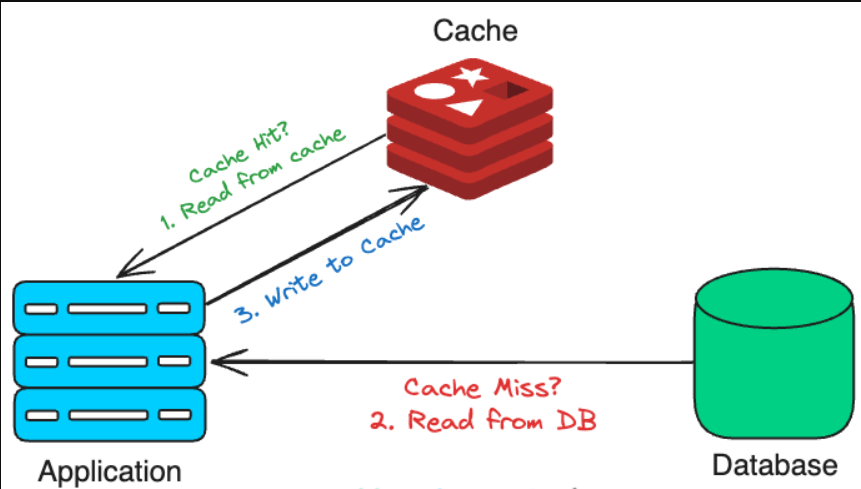 Cache
Cache Hit?
1. Read from cache
3. Write to Cache
Cache Miss?
2. Read from DB
Application
Database